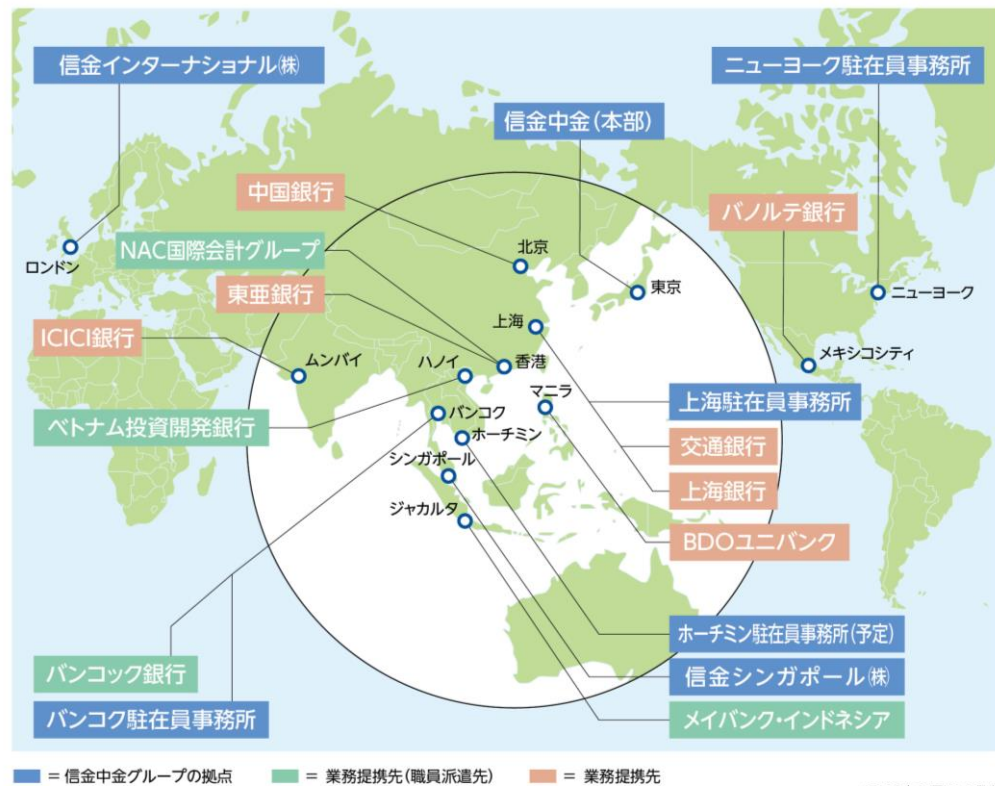 信金インターナショナル㈱
ニューヨーク駐在員事務所
信金中金(本部)
中国銀行
バノルテ銀行
NAC国際会計グループ
北京
ロンドン
東亜銀行
東京
ニューヨーク
上海
ICICI銀行
ムンバイ
ハノイ
香港
メキシコシティ
マニラ
上海駐在員事務所
ベトナム投資開発銀行
バンコク
ホーチミン
交通銀行
シンガポール
上海銀行
ジャカルタ
BDOユニバンク
ホーチミン駐在員事務所(予定)
バンコック銀行
信金シンガポール㈱
バンコク駐在員事務所
メイバンク・インドネシア
= 信金中金グループの拠点
= 業務提携先(職員派遣先)
= 業務提携先